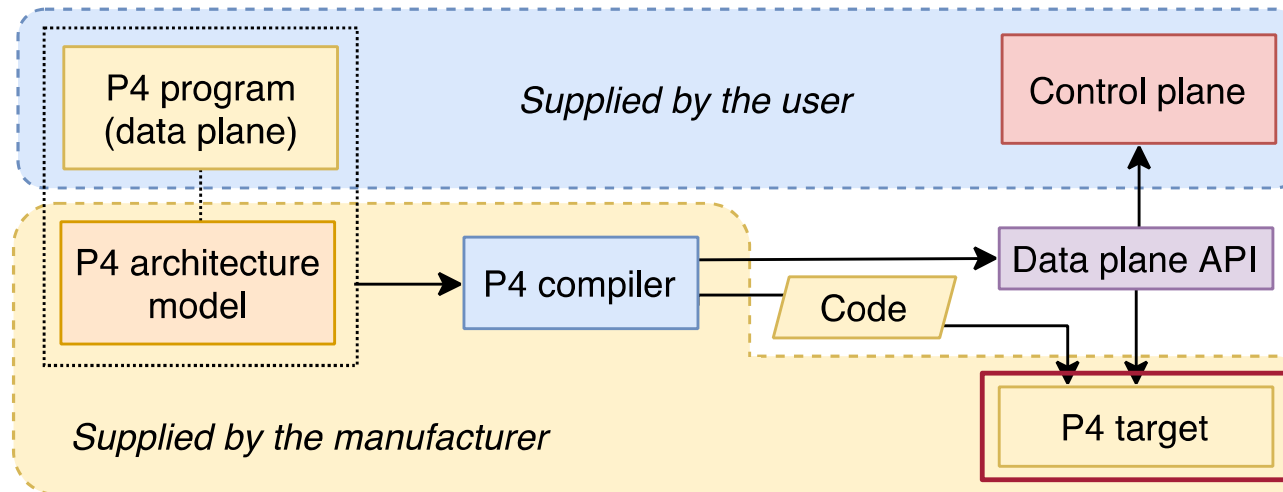 P4 program
(data plane)
Supplied by the user
Control plane
P4 architecture
model
P4 compiler
Data plane API
Code
Supplied by the manufacturer
P4 target